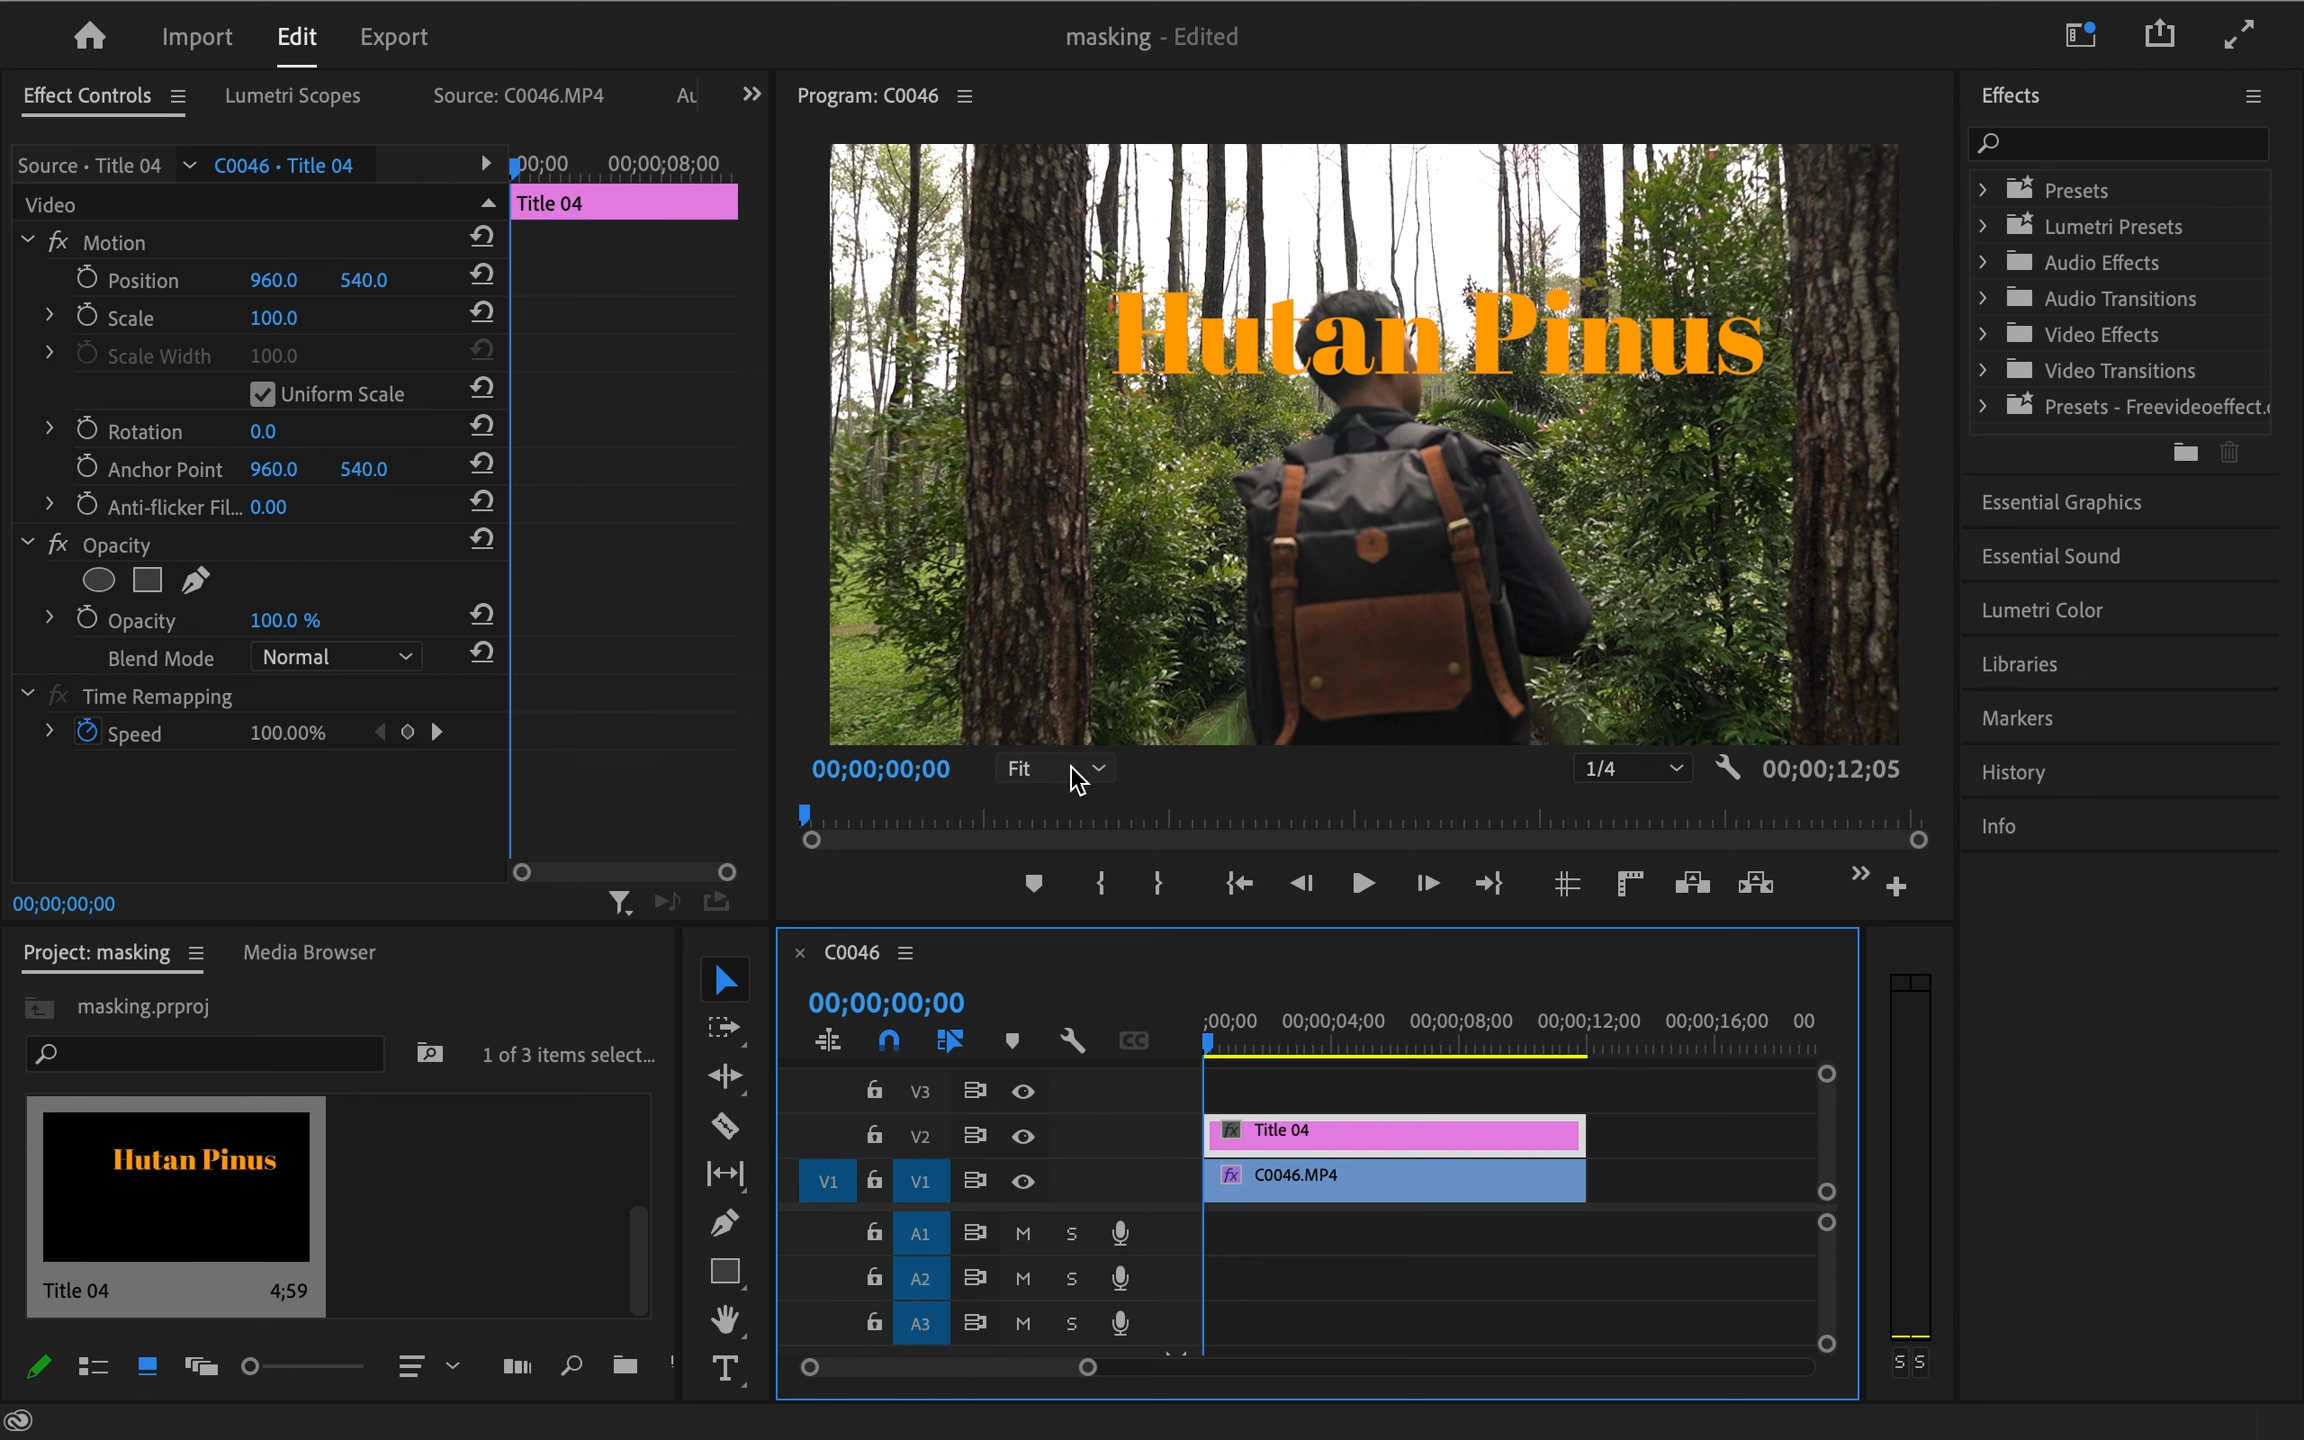 Import
Edit
Export
masking - Edited
Effect Controls
Lumetri Scopes
Source: C0046.MP4
Au
Source • Title 04
C0046 • Title 04
00;00
00;00;08;00
Video
Title 04
Motion
Position 960.0 540.0
Scale 100.0
Scale Width 100.0
Uniform Scale
Rotation 0.0
Anchor Point 960.0 540.0
Anti-flicker Fil... 0.00
Opacity
Opacity 100.0 %
Blend Mode Normal
Time Remapping
Speed 100.00%
00;00;00;00
Program: C0046
Hutan Pinus
00;00;00;00
Fit
1/4
00;00;12;05
Effects
Presets
Lumetri Presets
Audio Effects
Audio Transitions
Video Effects
Video Transitions
Presets - Freevideoeffect.
Essential Graphics
Essential Sound
Lumetri Color
Libraries
Markers
History
Info
Project: masking
Media Browser
masking.prproj
1 of 3 items select...
Hutan Pinus
Title 04 4;59
T
× C0046
00;00;00;00
CC
;00;00 00;00;04;00 00;00;08;00 00;00;12;00 00;00;16;00 00
V3
V2
Title 04
V1 V1
C0046.MP4
A1 M S
A2 M S
A3 M S
S S